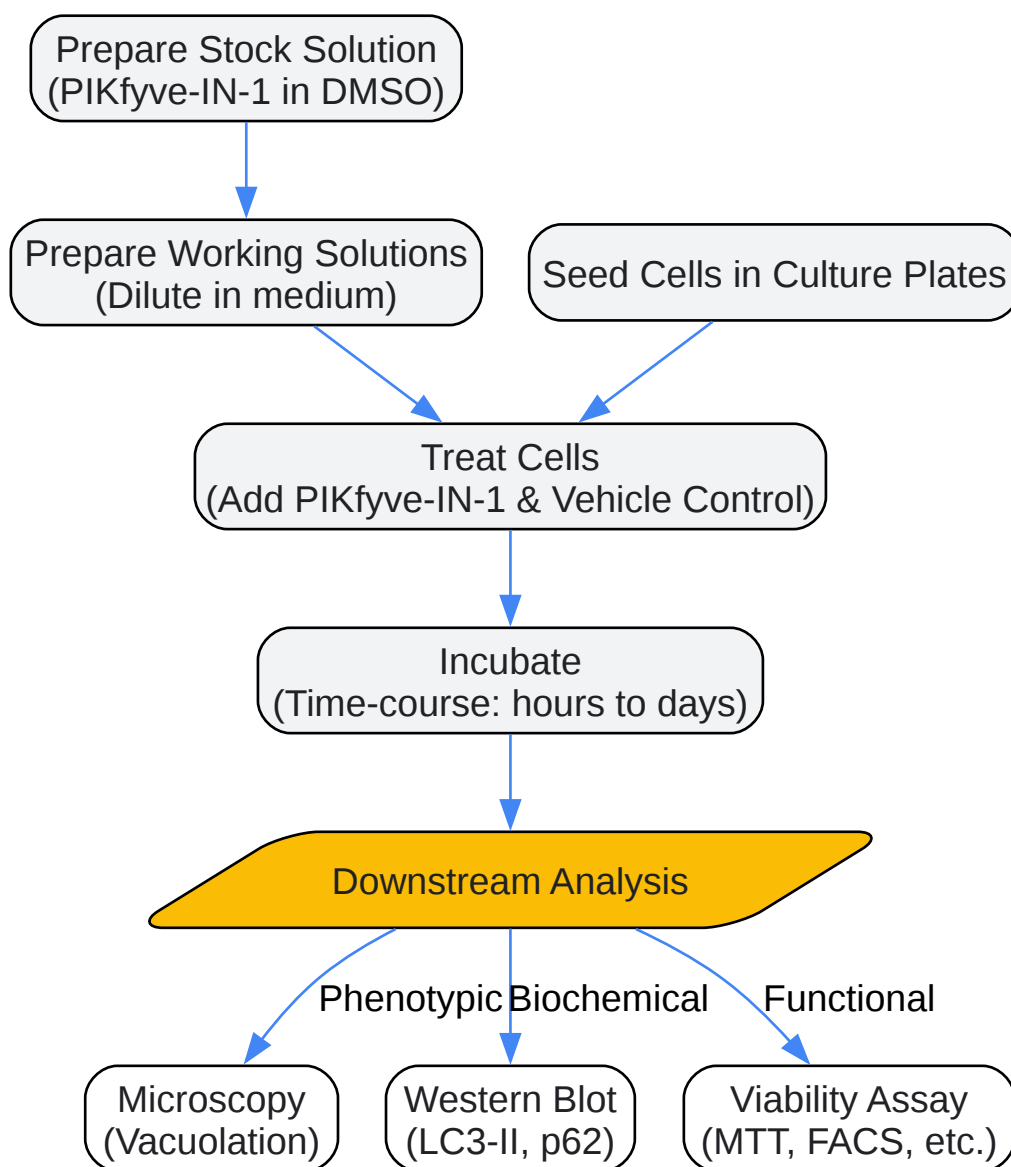 Prepare Stock Solution
(PIKfyve-IN-1 in DMSO)
Prepare Working Solutions
(Dilute in medium)
Seed Cells in Culture Plates
Treat Cells
(Add PIKfyve-IN-1 & Vehicle Control)
Incubate
(Time-course: hours to days)
Downstream Analysis
Phenotypic
Biochemical
Functional
Microscopy
(Vacuolation)
Western Blot
(LC3-II, p62)
Viability Assay
(MTT, FACS, etc.)